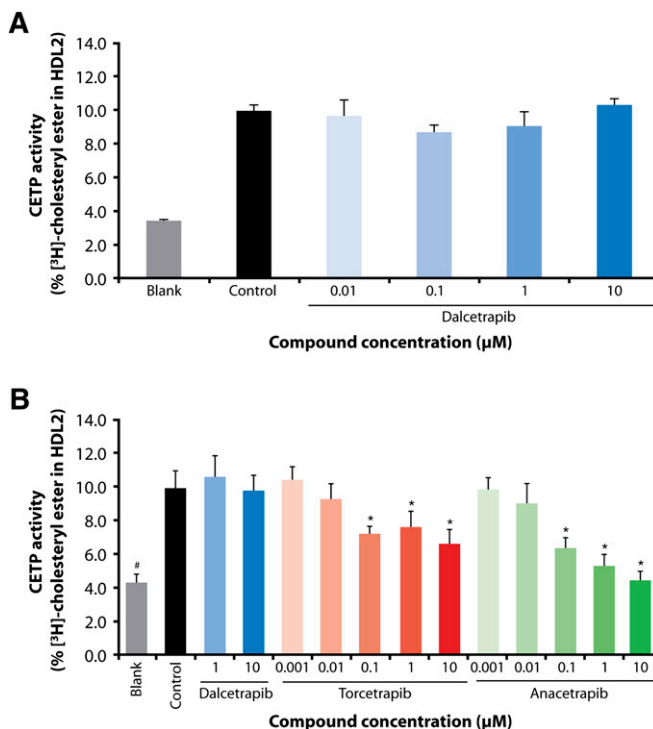 A
CETP activity
(% [³H]-cholesteryl ester in HDL2)
14.0
12.0
10.0
8.0
6.0
4.0
2.0
0.0
Blank Control 0.01 0.1 1 10
Dalcetrapib
Compound concentration (µM)
B
CETP activity
(% [³H]-cholesteryl ester in HDL2)
14.0
12.0
10.0
8.0
6.0
4.0
2.0
0.0
# * * * * * *
Blank Control 1 10 0.001 0.01 0.1 1 10 0.001 0.01 0.1 1 10
Dalcetrapib Torcetrapib Anacetrapib
Compound concentration (µM)